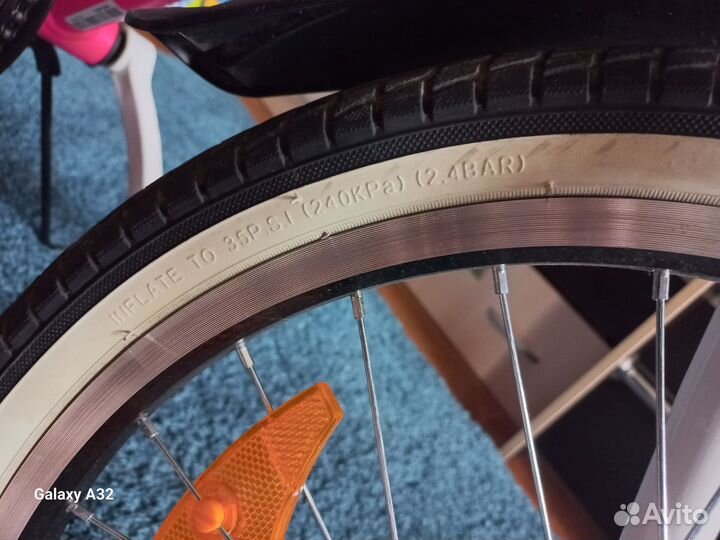 INFLATE TO 35P.S.I (240KPa) (2.4BAR)
Galaxy A32
Avito